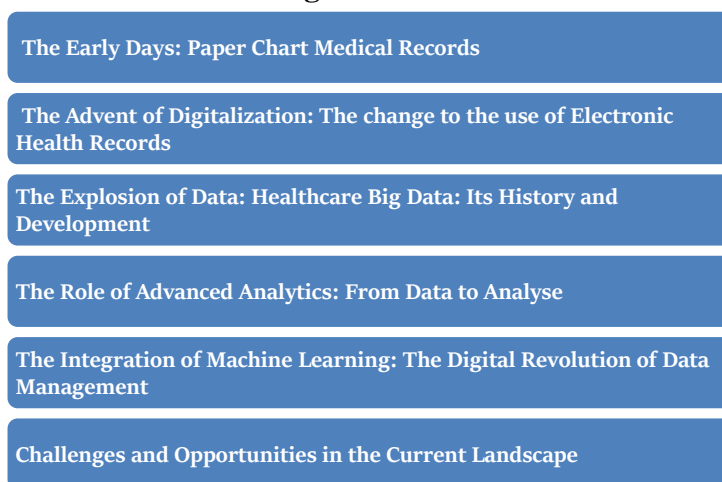 The Early Days: Paper Chart Medical Records
The Advent of Digitalization: The change to the use of Electronic
Health Records
The Explosion of Data: Healthcare Big Data: Its History and
Development
The Role of Advanced Analytics: From Data to Analyse
The Integration of Machine Learning: The Digital Revolution of Data
Management
Challenges and Opportunities in the Current Landscape